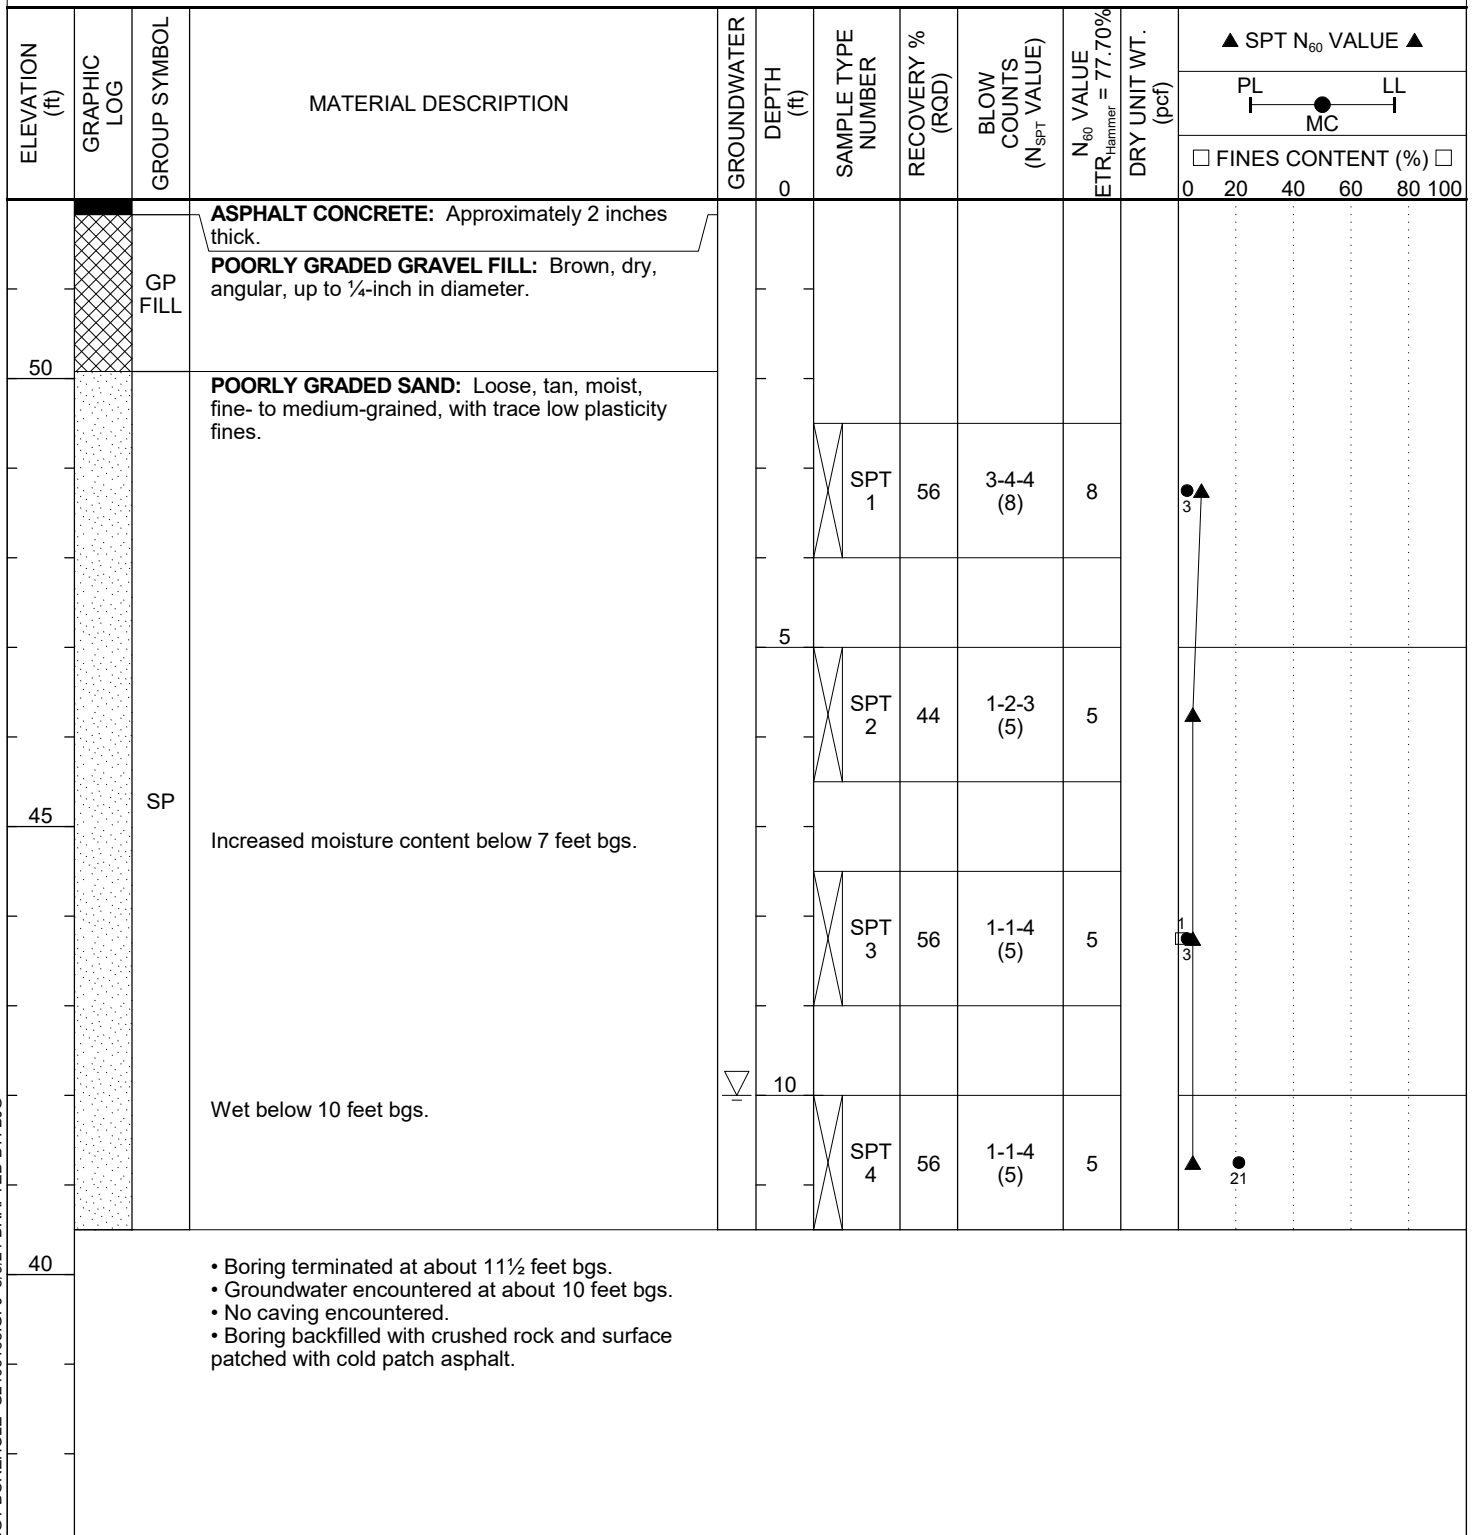 ELEVATION
(ft)
GRAPHIC
LOG
GROUP SYMBOL
MATERIAL DESCRIPTION
GROUNDWATER
DEPTH
(ft)
0
SAMPLE TYPE
NUMBER
RECOVERY %
(RQD)
BLOW
COUNTS
(NSPT VALUE)
N60 VALUE
ETRHammer = 77.70%
DRY UNIT WT.
(pcf)
▲ SPT N60 VALUE ▲
PL LL
MC
□ FINES CONTENT (%) □
0 20 40 60 80 100
ASPHALT CONCRETE: Approximately 2 inches
thick.
GP
FILL
POORLY GRADED GRAVEL FILL: Brown, dry,
angular, up to ¼-inch in diameter.
50
POORLY GRADED SAND: Loose, tan, moist,
fine- to medium-grained, with trace low plasticity
fines.
SPT
1
56
3-4-4
(8)
8
3
5
SPT
2
44
1-2-3
(5)
5
SP
45
Increased moisture content below 7 feet bgs.
SPT
3
56
1-1-4
(5)
5
1
3
10
Wet below 10 feet bgs.
SPT
4
56
1-1-4
(5)
5
21
40
• Boring terminated at about 11½ feet bgs.
• Groundwater encountered at about 10 feet bgs.
• No caving encountered.
• Boring backfilled with crushed rock and surface
patched with cold patch asphalt.